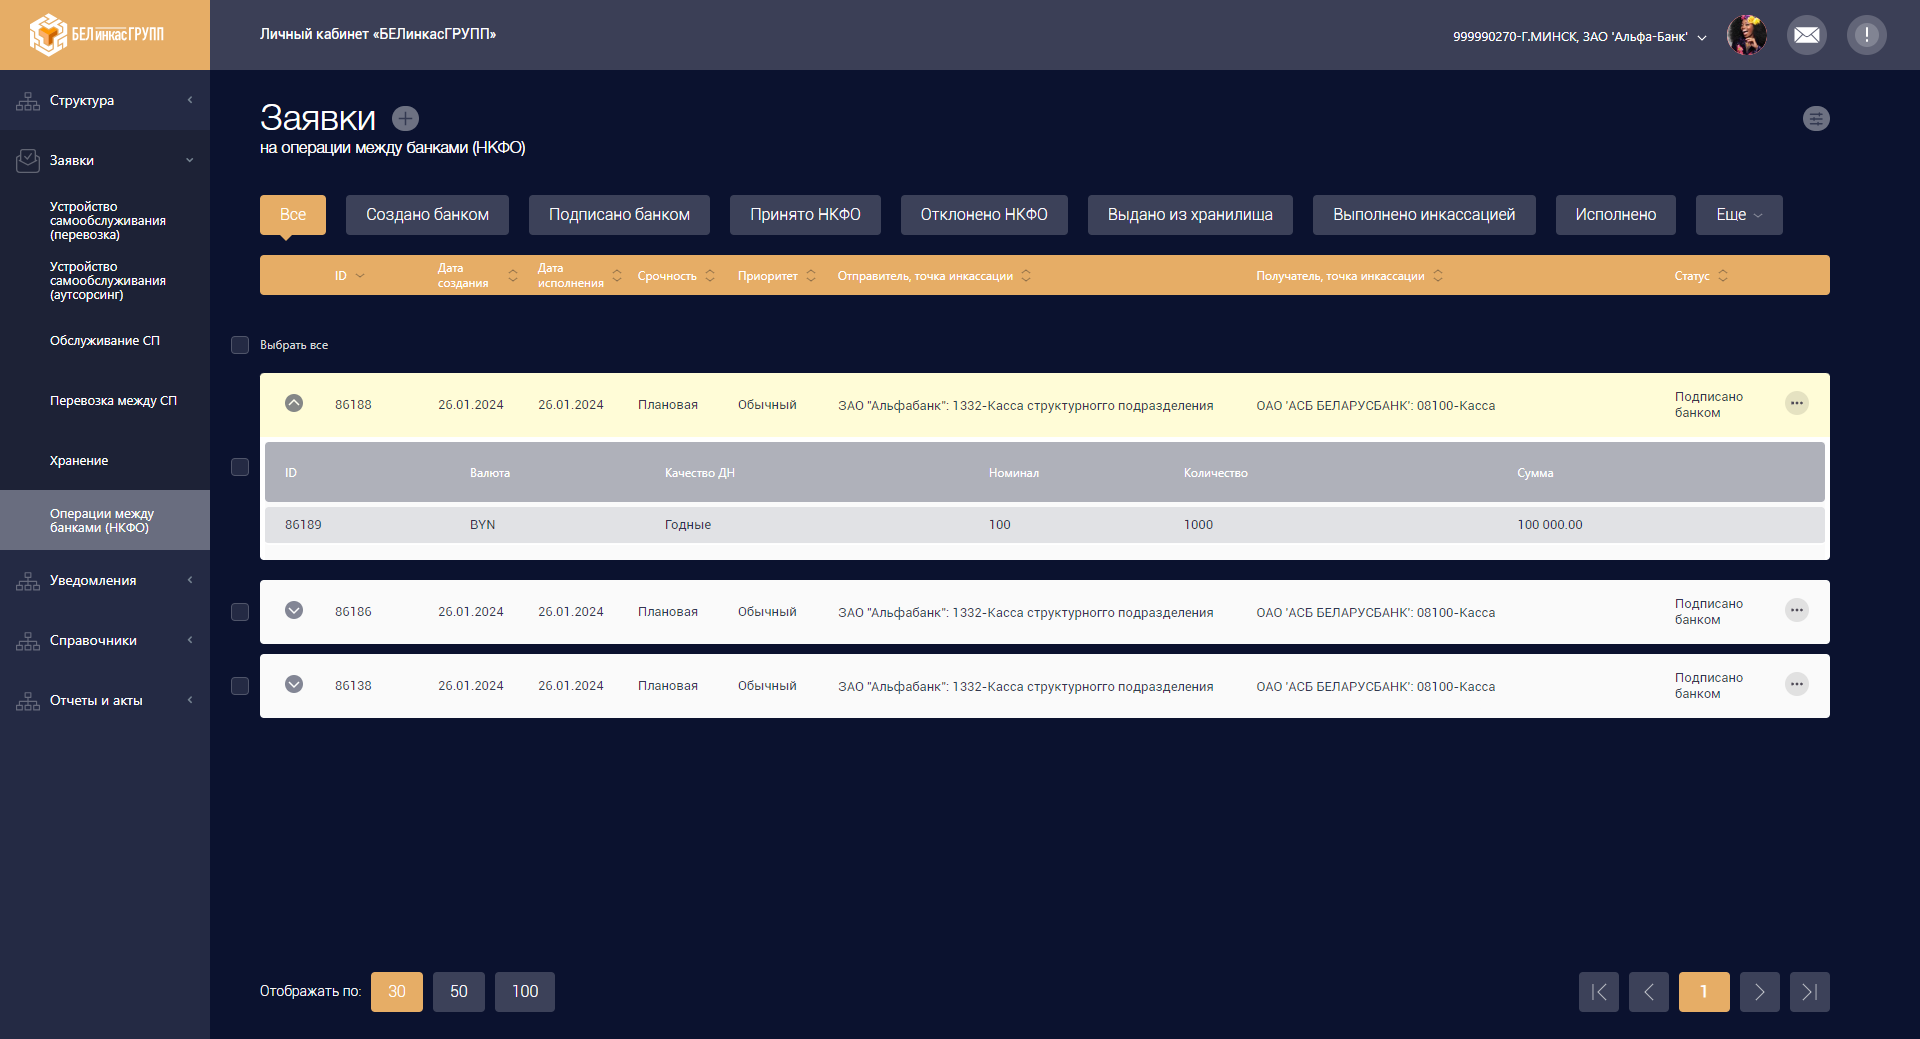 БЕЛинкасГРУПП
Личный кабинет «БЕЛинкасГРУПП»
999990270-Г.МИНСК, ЗАО 'Альфа-Банк'
Структура
Заявки
Устройство
самообслуживания
(перевозка)
Устройство
самообслуживания
(аутсорсинг)
Обслуживание СП
Перевозка между СП
Хранение
Операции между
банками (НКФО)
Уведомления
Справочники
Отчеты и акты
Заявки
на операции между банками (НКФО)
Все Создано банком Подписано банком Принято НКФО Отклонено НКФО Выдано из хранилища Выполнено инкассацией Исполнено Еще
ID Дата создания Дата исполнения Срочность Приоритет Отправитель, точка инкассации Получатель, точка инкассации Статус
Выбрать все
86188 26.01.2024 26.01.2024 Плановая Обычный ЗАО "Альфабанк": 1332-Касса структурногго подразделения ОАО 'АСБ БЕЛАРУСБАНК': 08100-Касса Подписано банком
ID Валюта Качество ДН Номинал Количество Сумма
86189 BYN Годные 100 1000 100 000.00
86186 26.01.2024 26.01.2024 Плановая Обычный ЗАО "Альфабанк": 1332-Касса структурногго подразделения ОАО 'АСБ БЕЛАРУСБАНК': 08100-Касса Подписано банком
86138 26.01.2024 26.01.2024 Плановая Обычный ЗАО "Альфабанк": 1332-Касса структурногго подразделения ОАО 'АСБ БЕЛАРУСБАНК': 08100-Касса Подписано банком
Отображать по: 30 50 100
1